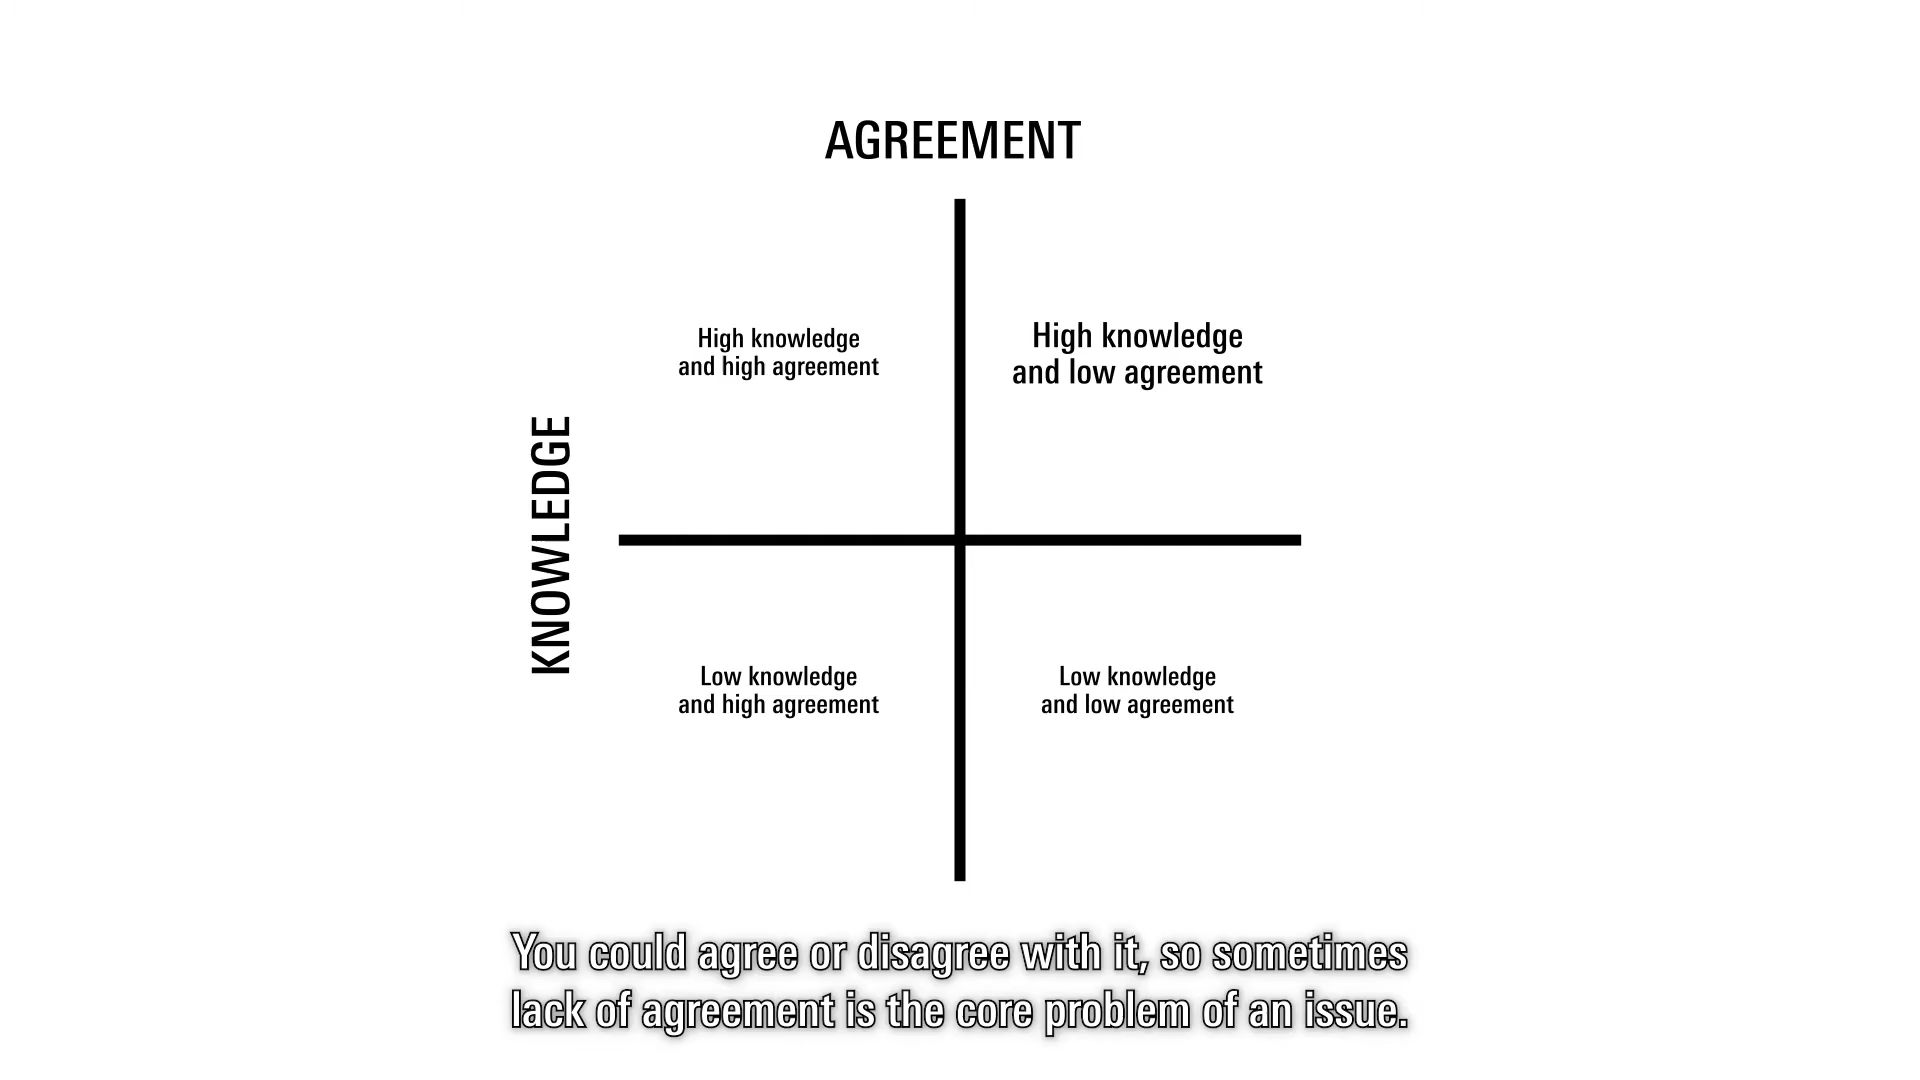 AGREEMENT
High knowledge
and high agreement
High knowledge
and low agreement
KNOWLEDGE
Low knowledge
and high agreement
Low knowledge
and low agreement
You could agree or disagree with it, so sometimes
lack of agreement is the core problem of an issue.